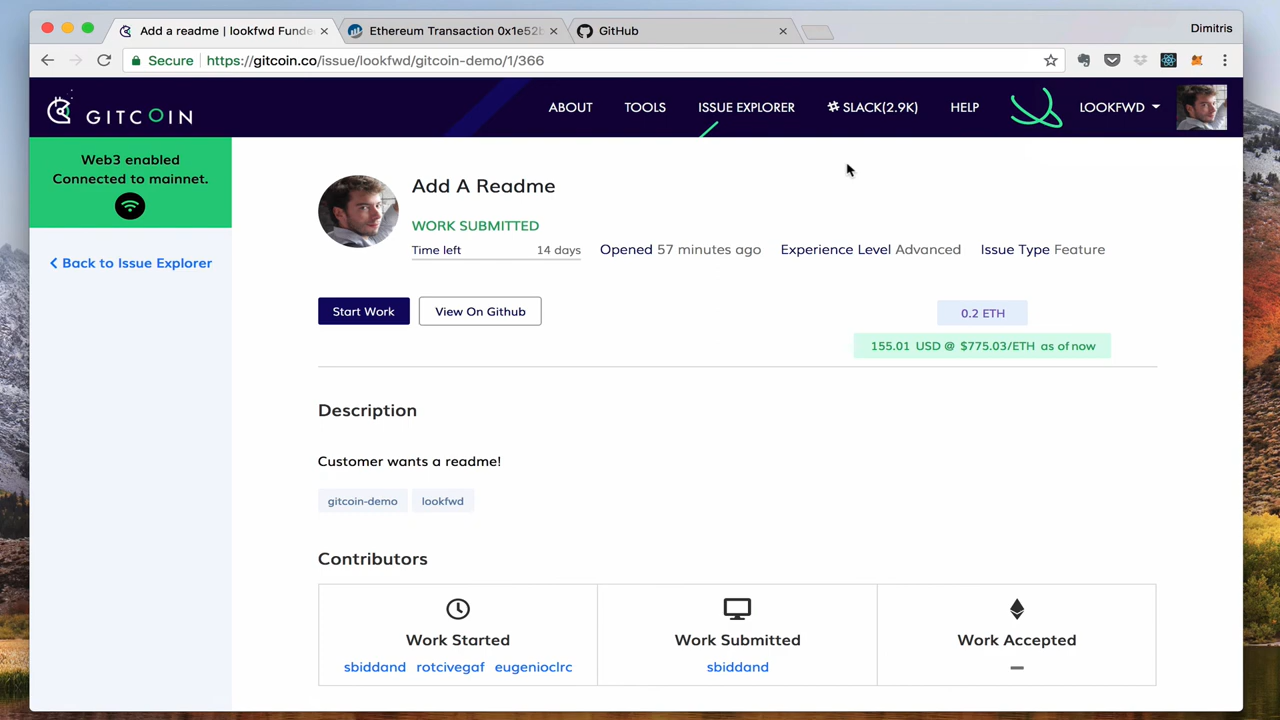 Add a readme | lookfwd Funde
Ethereum Transaction 0x1e52b
GitHub
Dimitris
Secure https://gitcoin.co/issue/lookfwd/gitcoin-demo/1/366
GITCOIN
ABOUT TOOLS ISSUE EXPLORER SLACK(2.9K) HELP LOOKFWD
Web3 enabled
Connected to mainnet.
Back to Issue Explorer
Add A Readme
WORK SUBMITTED
Time left 14 days Opened 57 minutes ago Experience Level Advanced Issue Type Feature
Start Work View On Github
0.2 ETH
155.01 USD @ $775.03/ETH as of now
Description
Customer wants a readme!
gitcoin-demo lookfwd
Contributors
Work Started Work Submitted Work Accepted
sbiddand rotcivegaf eugenioclrc sbiddand –